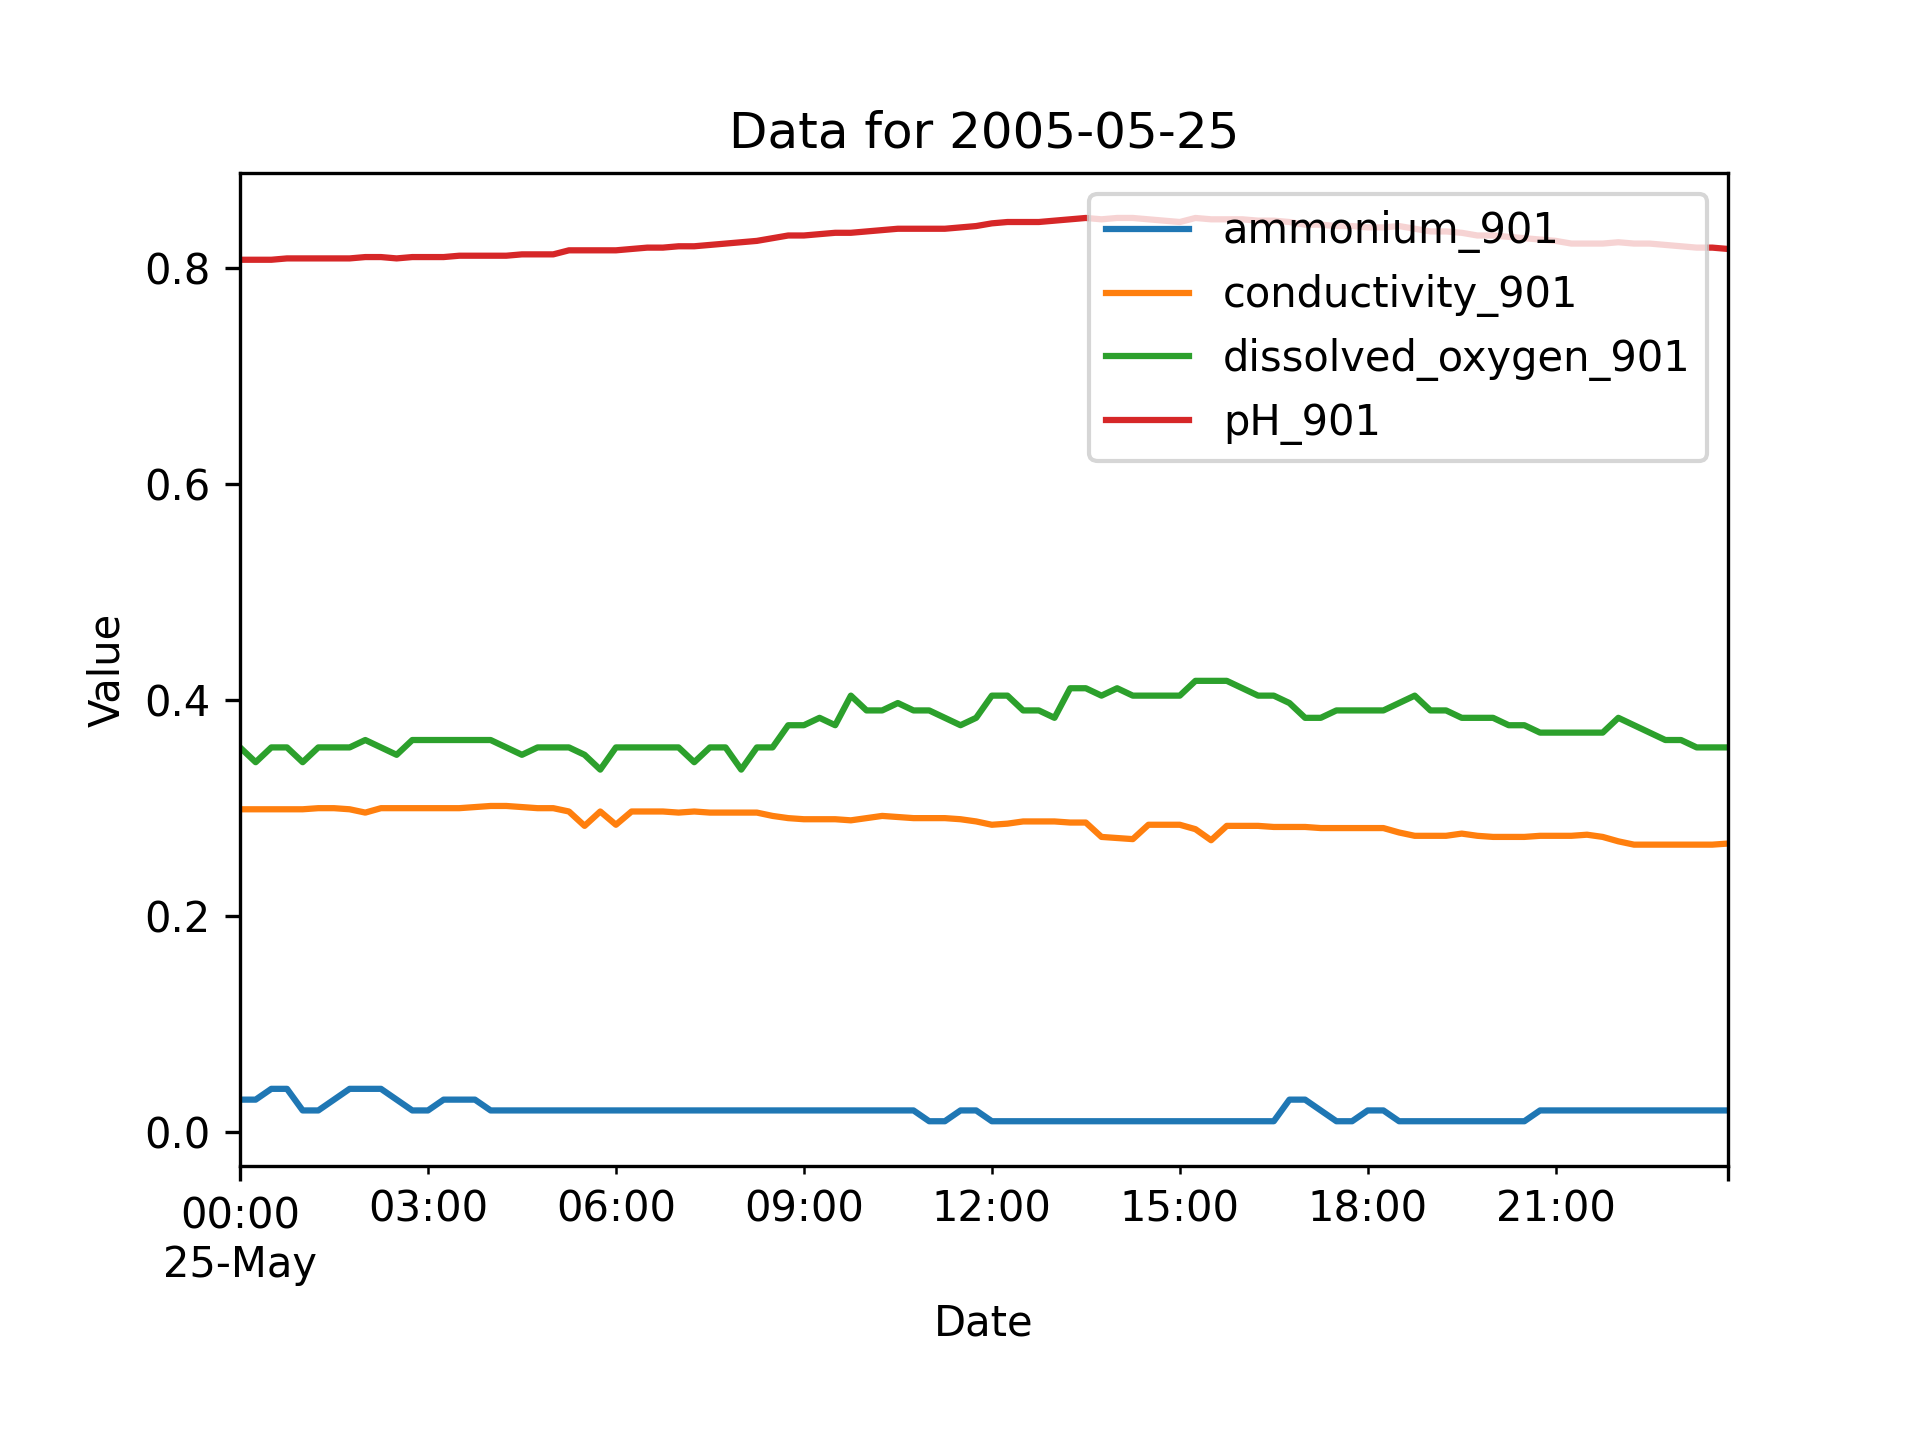 Data for 2005-05-25
ammonium_901
conductivity_901
dissolved_oxygen_901
pH_901
Value
0.8
0.6
0.4
0.2
0.0
00:00 03:00 06:00 09:00 12:00 15:00 18:00 21:00
25-May
Date